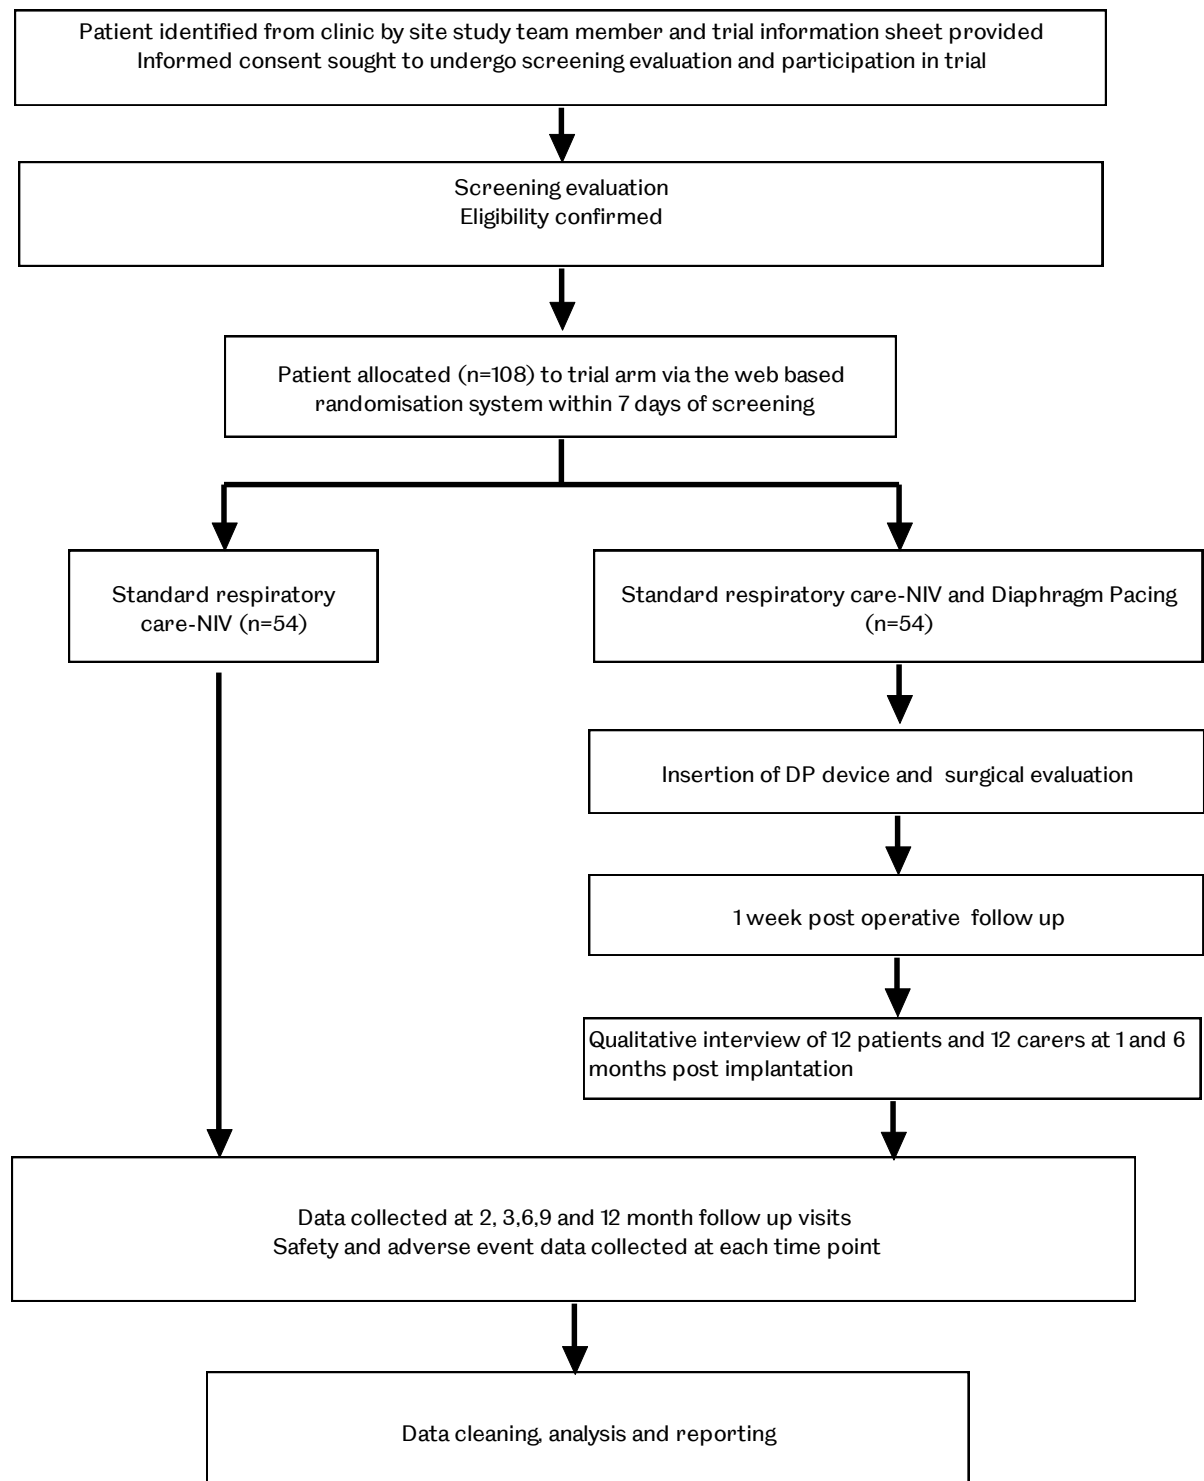 Patient identified from clinic by site study team member and trial information sheet provided
Informed consent sought to undergo screening evaluation and participation in trial
Screening evaluation
Eligibility confirmed
Patient allocated (n=108) to trial arm via the web based
randomisation system within 7 days of screening
Standard respiratory
care-NIV (n=54)
Standard respiratory care-NIV and Diaphragm Pacing
(n=54)
Insertion of DP device and surgical evaluation
1 week post operative follow up
Qualitative interview of 12 patients and 12 carers at 1 and 6
months post implantation
Data collected at 2, 3,6,9 and 12 month follow up visits
Safety and adverse event data collected at each time point
Data cleaning, analysis and reporting